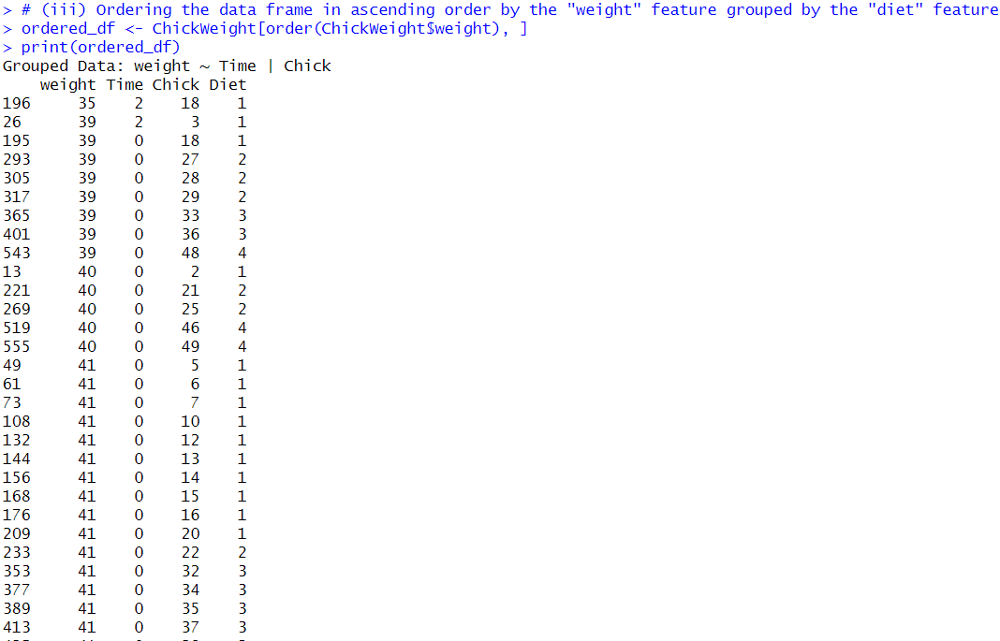 > # (iii) Ordering the data frame in ascending order by the "weight" feature grouped by the "diet" feature
> ordered_df <- ChickWeight[order(ChickWeight$weight), ]
> print(ordered_df)
Grouped Data: weight ~ Time | Chick
    weight Time Chick Diet
196     35    2    18    1
26      39    2     3    1
195     39    0    18    1
293     39    0    27    2
305     39    0    28    2
317     39    0    29    2
365     39    0    33    3
401     39    0    36    3
543     39    0    48    4
13      40    0     2    1
221     40    0    21    2
269     40    0    25    2
519     40    0    46    4
555     40    0    49    4
49      41    0     5    1
61      41    0     6    1
73      41    0     7    1
108     41    0    10    1
132     41    0    12    1
144     41    0    13    1
156     41    0    14    1
168     41    0    15    1
176     41    0    16    1
209     41    0    20    1
233     41    0    22    2
353     41    0    32    3
377     41    0    34    3
389     41    0    35    3
413     41    0    37    3